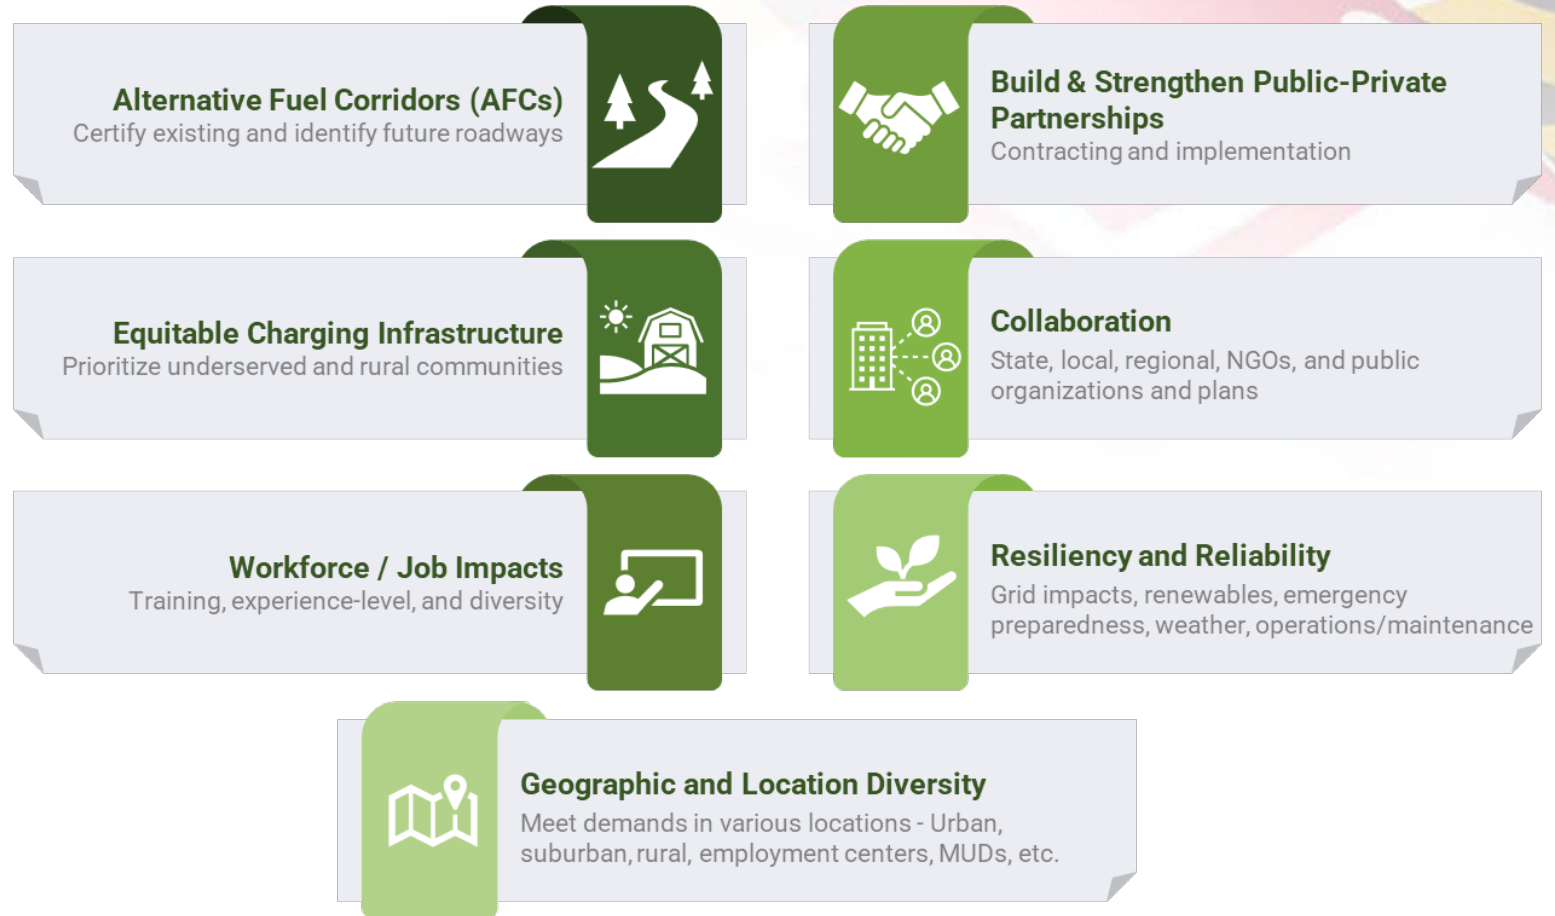 Alternative Fuel Corridors (AFCs)
Certify existing and identify future roadways
Build & Strengthen Public-Private
Partnerships
Contracting and implementation
Equitable Charging Infrastructure
Prioritize underserved and rural communities
Collaboration
State, local, regional, NGOs, and public
organizations and plans
Workforce / Job Impacts
Training, experience-level, and diversity
Resiliency and Reliability
Grid impacts, renewables, emergency
preparedness, weather, operations/maintenance
Geographic and Location Diversity
Meet demands in various locations - Urban,
suburban, rural, employment centers, MUDs, etc.